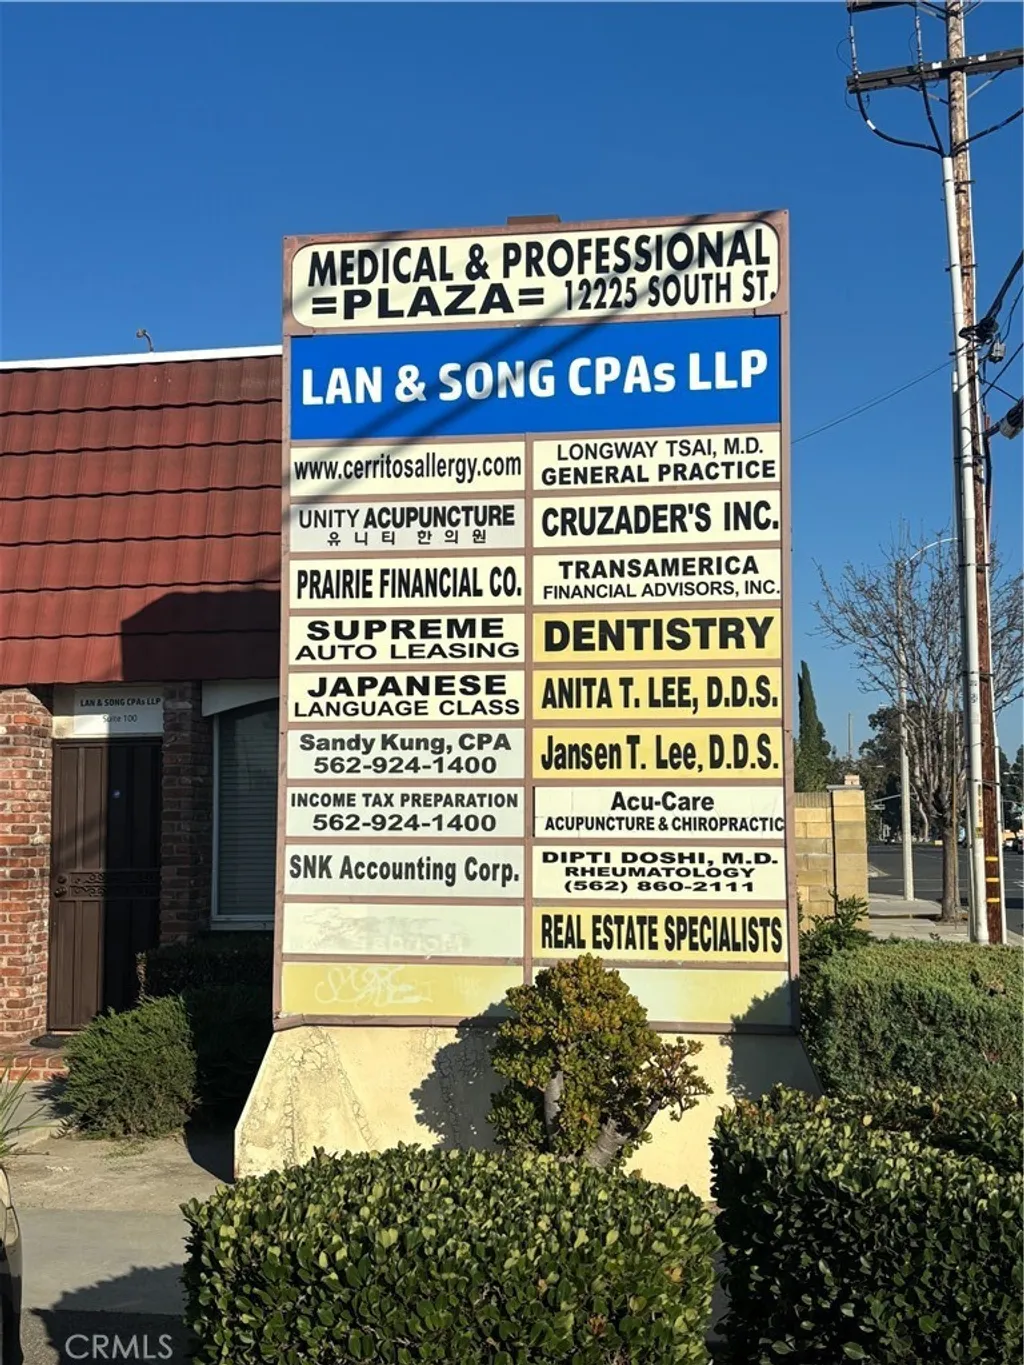 MEDICAL & PROFESSIONAL
=PLAZA= 12225 SOUTH ST.
LAN & SONG CPAs LLP
www.cerritosallergy.com
UNITY ACUPUNCTURE
유니티 한의원
PRAIRIE FINANCIAL CO.
SUPREME
AUTO LEASING
JAPANESE
LANGUAGE CLASS
Sandy Kung, CPA
562-924-1400
INCOME TAX PREPARATION
562-924-1400
SNK Accounting Corp.
LONGWAY TSAI, M.D.
GENERAL PRACTICE
CRUZADER'S INC.
TRANSAMERICA
FINANCIAL ADVISORS, INC.
DENTISTRY
ANITA T. LEE, D.D.S.
Jansen T. Lee, D.D.S.
Acu-Care
ACUPUNCTURE & CHIROPRACTIC
DIPTI DOSHI, M.D.
RHEUMATOLOGY
(562) 860-2111
REAL ESTATE SPECIALISTS
LAN & SONG CPAs LLP
Suite 100
CRMLS